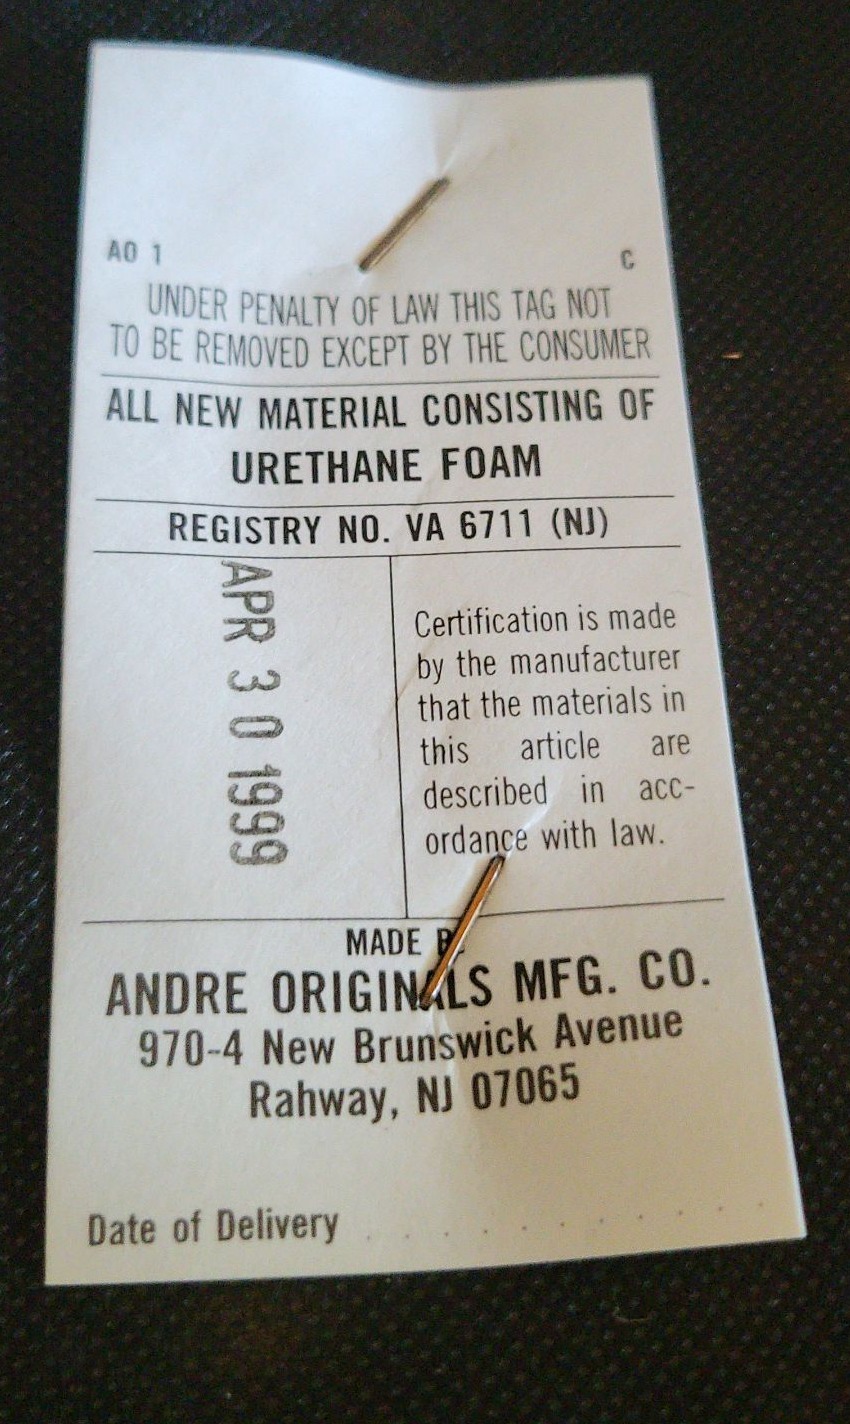 AO 1 C
UNDER PENALTY OF LAW THIS TAG NOT
TO BE REMOVED EXCEPT BY THE CONSUMER
ALL NEW MATERIAL CONSISTING OF
URETHANE FOAM
REGISTRY NO. VA 6711 (NJ)
APR 30 1999
Certification is made
by the manufacturer
that the materials in
this article are
described in acc-
ordance with law.
MADE BY
ANDRE ORIGINALS MFG. CO.
970-4 New Brunswick Avenue
Rahway, NJ 07065
Date of Delivery . . . . . . . . . . .